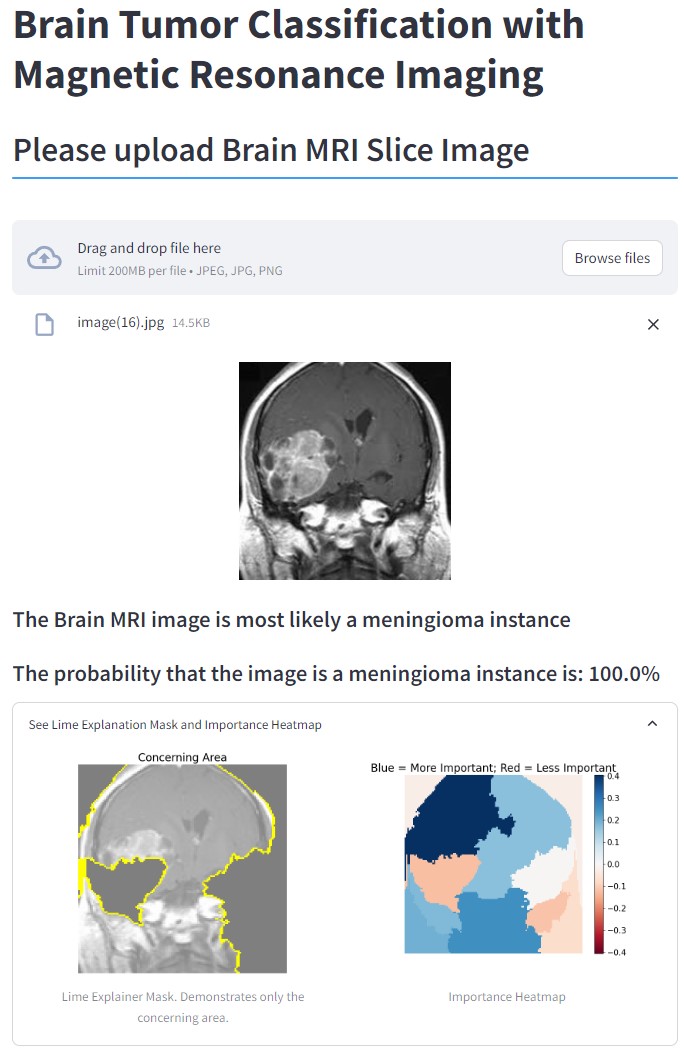 Brain Tumor Classification with
Magnetic Resonance Imaging
Please upload Brain MRI Slice Image
Drag and drop file here
Limit 200MB per file • JPEG, JPG, PNG
Browse files
image(16).jpg 14.5KB
The Brain MRI image is most likely a meningioma instance
The probability that the image is a meningioma instance is: 100.0%
See Lime Explanation Mask and Importance Heatmap
Concerning Area
Blue = More Important; Red = Less Important
0.4
0.3
0.2
0.1
0.0
−0.1
−0.2
−0.3
−0.4
Lime Explainer Mask. Demonstrates only the
concerning area.
Importance Heatmap